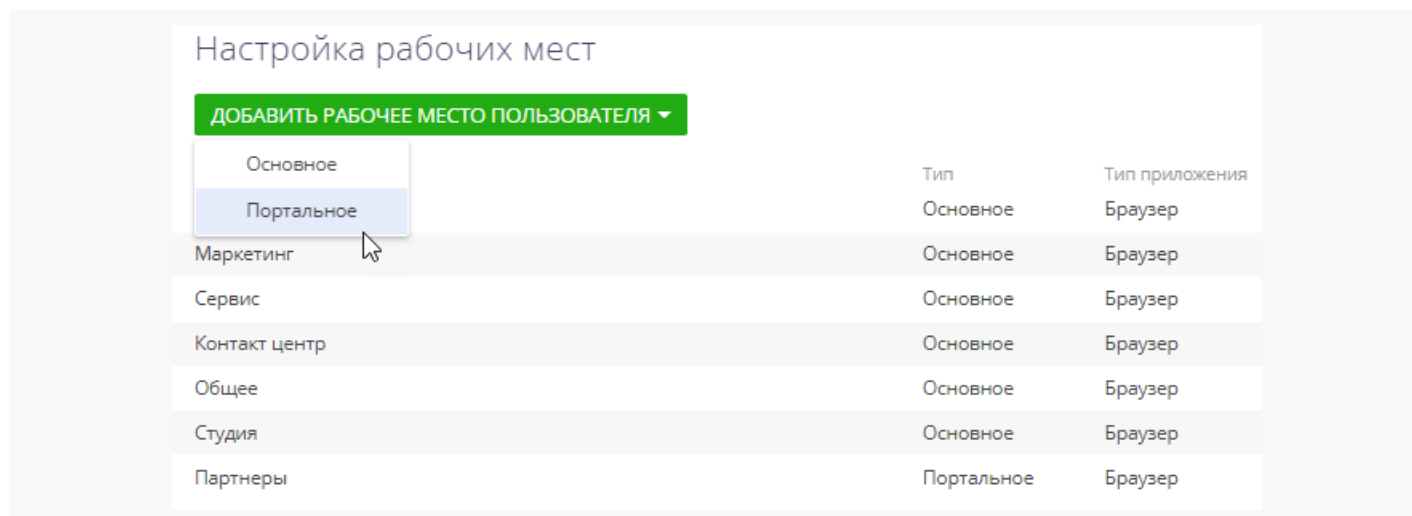 Настройка рабочих мест
ДОБАВИТЬ РАБОЧЕЕ МЕСТО ПОЛЬЗОВАТЕЛЯ
Основное
Портальное
Тип Тип приложения
Основное Браузер
Маркетинг Основное Браузер
Сервис Основное Браузер
Контакт центр Основное Браузер
Общее Основное Браузер
Студия Основное Браузер
Партнеры Портальное Браузер